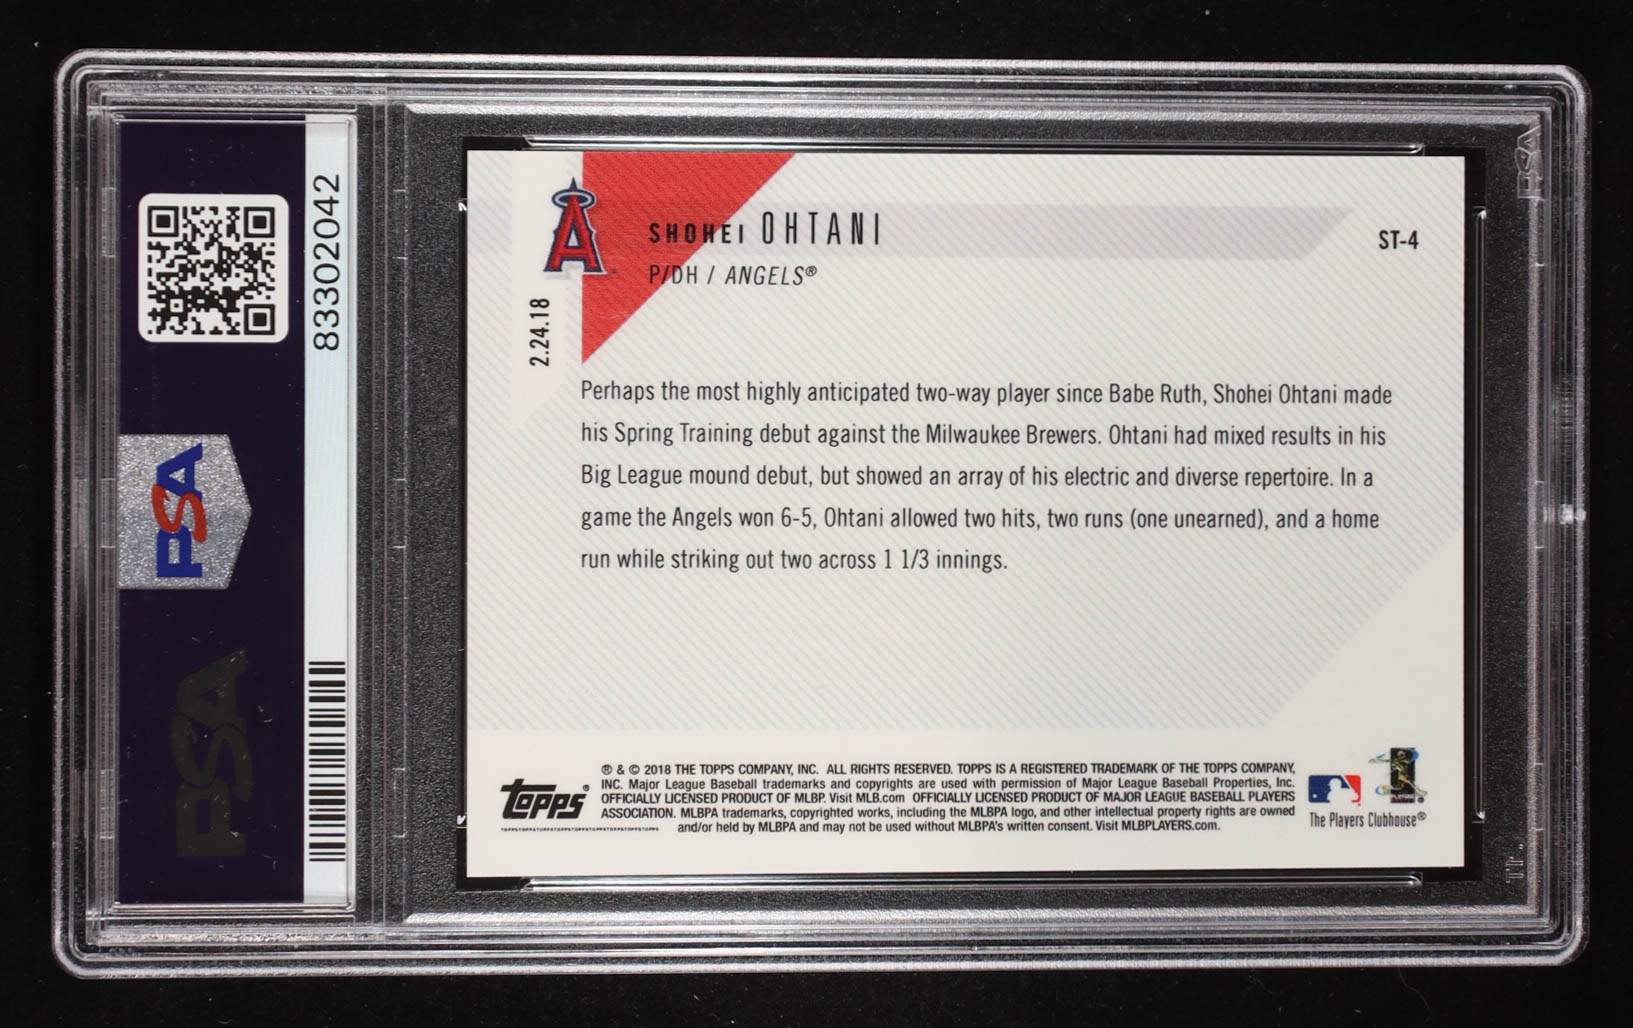 83302042
PSA
PSA
PSA
SHOHEI OHTANI
ST-4
P/DH / ANGELS®
2.24.18
Perhaps the most highly anticipated two-way player since Babe Ruth, Shohei Ohtani made
his Spring Training debut against the Milwaukee Brewers. Ohtani had mixed results in his
Big League mound debut, but showed an array of his electric and diverse repertoire. In a
game the Angels won 6-5, Ohtani allowed two hits, two runs (one unearned), and a home
run while striking out two across 1 1/3 innings.
Topps®
® & © 2018 THE TOPPS COMPANY, INC. ALL RIGHTS RESERVED. TOPPS IS A REGISTERED TRADEMARK OF THE TOPPS COMPANY,
INC. Major League Baseball trademarks and copyrights are used with permission of Major League Baseball Properties, Inc.
OFFICIALLY LICENSED PRODUCT OF MLBP. Visit MLB.com OFFICIALLY LICENSED PRODUCT OF MAJOR LEAGUE BASEBALL PLAYERS
ASSOCIATION. MLBPA trademarks, copyrighted works, including the MLBPA logo, and other intellectual property rights are owned
and/or held by MLBPA and may not be used without MLBPA's written consent. Visit MLBPLAYERS.com.
The Players Clubhouse®